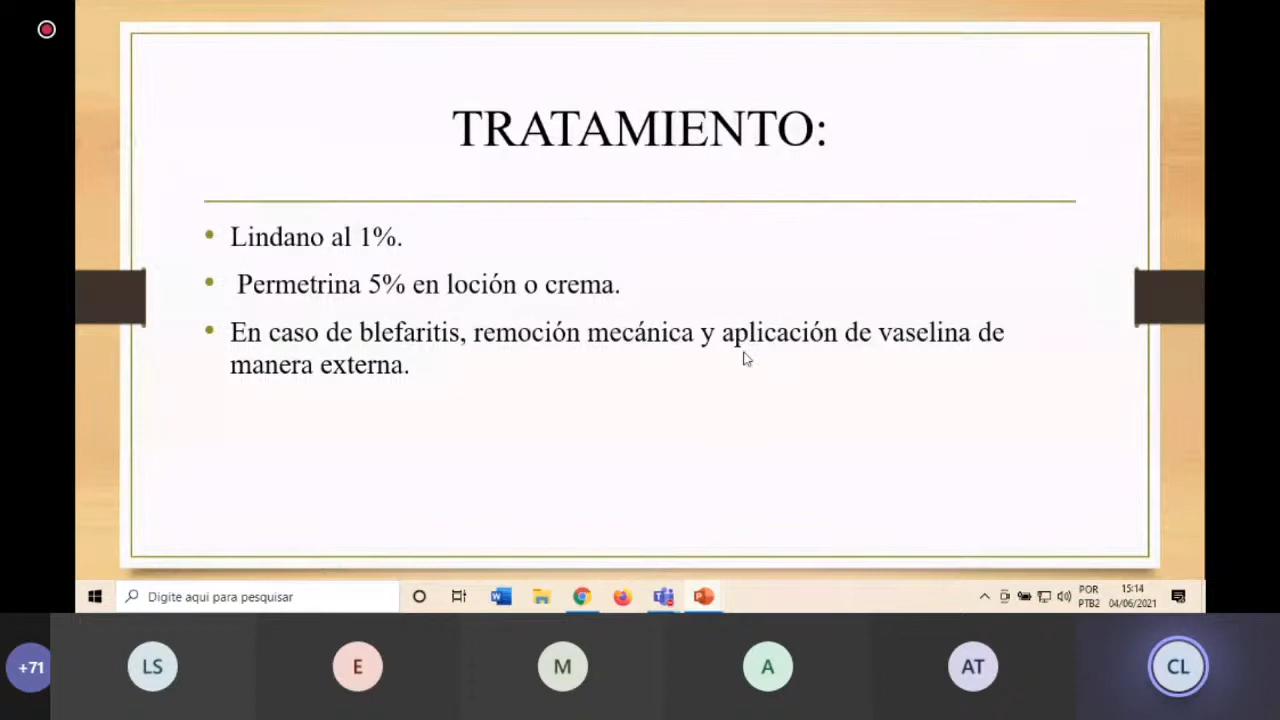 TRATAMIENTO:
• Lindano al 1%.
• Permetrina 5% en loción o crema.
• En caso de blefaritis, remoción mecánica y aplicación de vaselina de
manera externa.
Digite aqui para pesquisar
POR
PTB2
15:14
04/06/2021
+71
LS
E
M
A
AT
CL